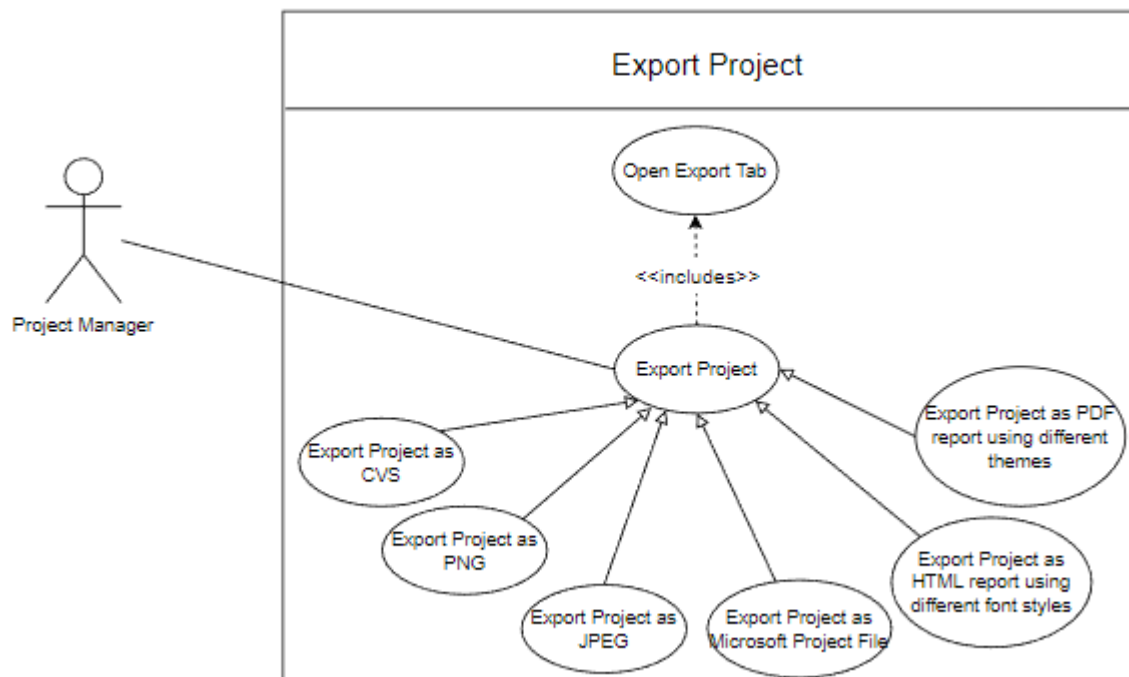 Export Project
Open Export Tab
<<includes>>
Project Manager
Export Project
Export Project as PDF
report using different
themes
Export Project as
CVS
Export Project as
PNG
Export Project as
JPEG
Export Project as
Microsoft Project File
Export Project as
HTML report using
different font styles